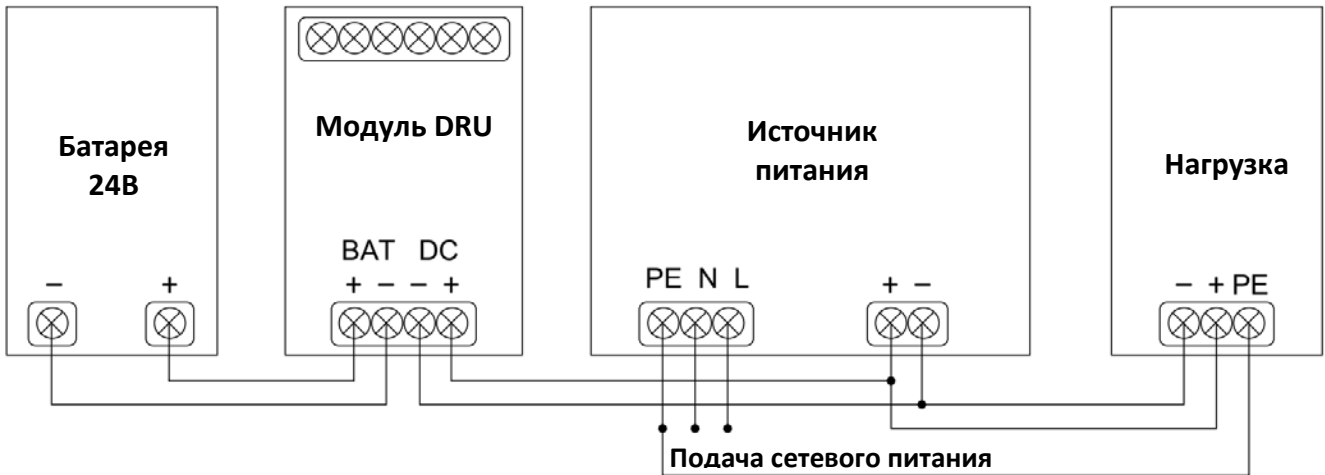 Батарея
24В
- +
Модуль DRU
BAT DC
+ - - +
Источник
питания
PE N L
+ -
Нагрузка
- + PE
Подача сетевого питания